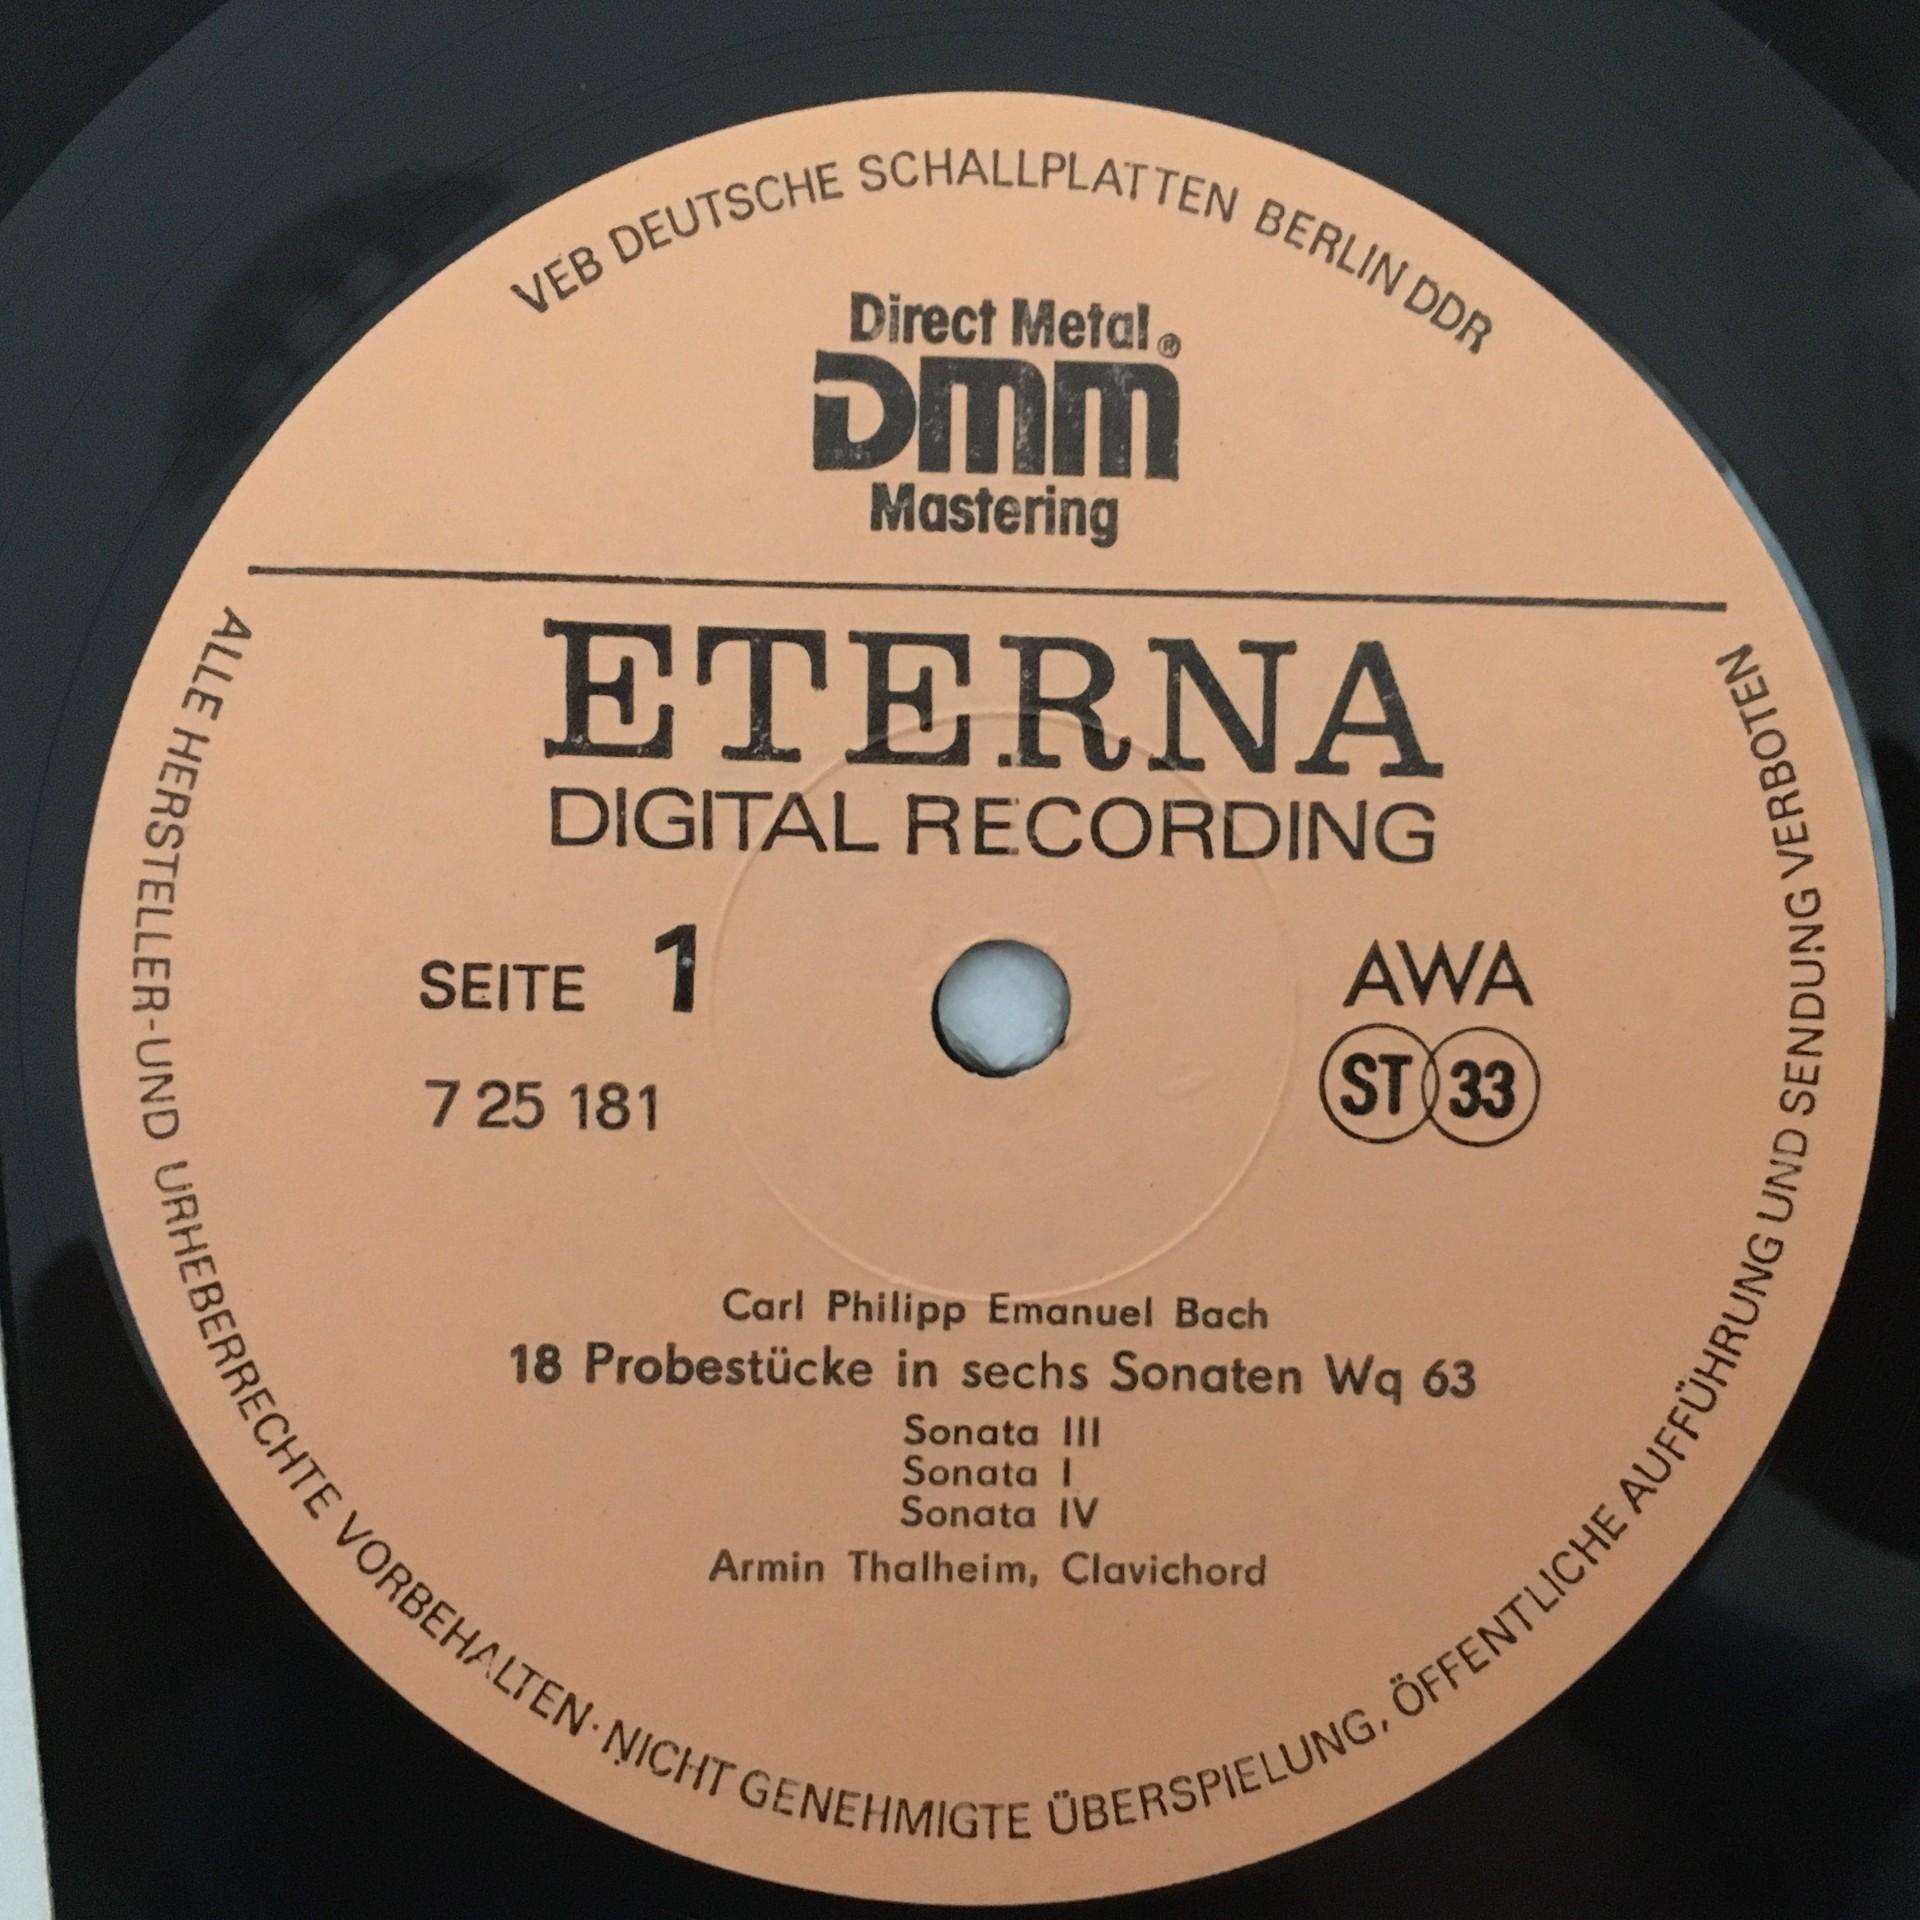 VEB DEUTSCHE SCHALLPLATTEN BERLIN DDR
Direct Metal®
DMM
Mastering
ETERNA
DIGITAL RECORDING
SEITE 1
AWA
7 25 181
ST 33
Carl Philipp Emanuel Bach
18 Probestücke in sechs Sonaten Wq 63
Sonata III
Sonata I
Sonata IV
Armin Thalheim, Clavichord
ALLE HERSTELLER-UND URHEBERRECHTE VORBEHALTEN· NICHT GENEHMIGTE ÜBERSPIELUNG, ÖFFENTLICHE AUFFÜHRUNG UND SENDUNG VERBOTEN